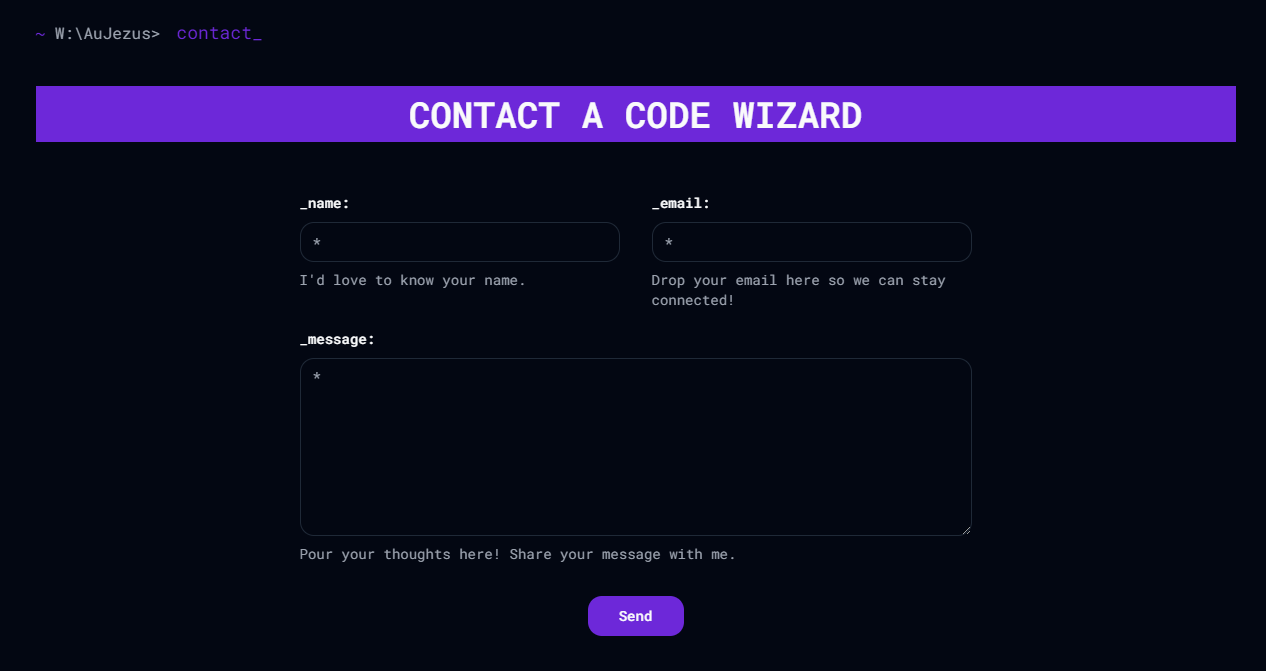 ~ W:\AuJezus> contact_
CONTACT A CODE WIZARD
_name: _email:
* *
I'd love to know your name. Drop your email here so we can stay
connected!
_message:
*
Pour your thoughts here! Share your message with me.
Send